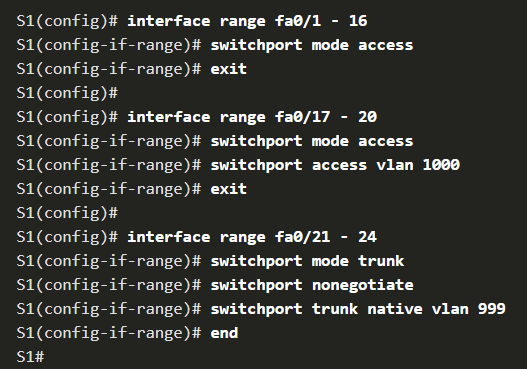 S1(config)# interface range fa0/1 - 16
S1(config-if-range)# switchport mode access
S1(config-if-range)# exit
S1(config)#
S1(config)# interface range fa0/17 - 20
S1(config-if-range)# switchport mode access
S1(config-if-range)# switchport access vlan 1000
S1(config-if-range)# exit
S1(config)#
S1(config)# interface range fa0/21 - 24
S1(config-if-range)# switchport mode trunk
S1(config-if-range)# switchport nonegotiate
S1(config-if-range)# switchport trunk native vlan 999
S1(config-if-range)# end
S1#